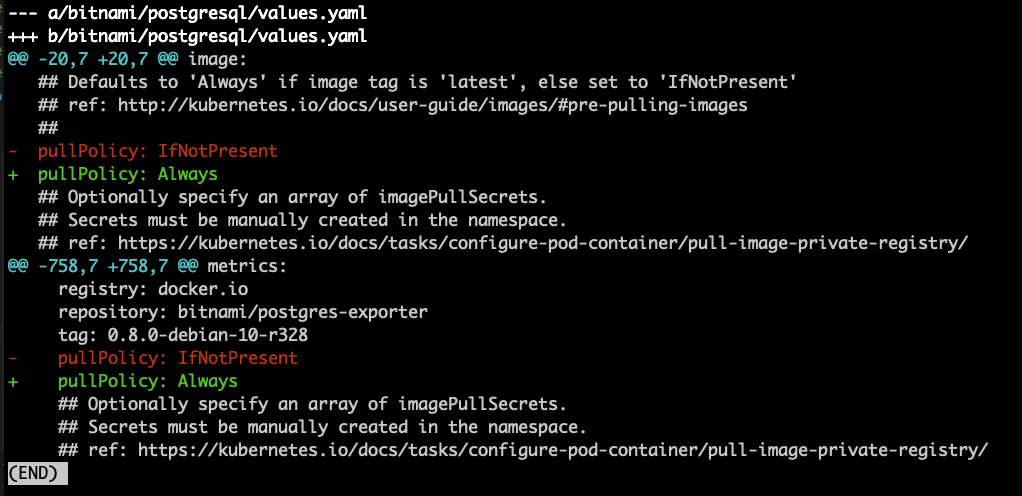 --- a/bitnami/postgresql/values.yaml
+++ b/bitnami/postgresql/values.yaml
@@ -20,7 +20,7 @@ image:
   ## Defaults to 'Always' if image tag is 'latest', else set to 'IfNotPresent'
   ## ref: http://kubernetes.io/docs/user-guide/images/#pre-pulling-images
   ##
-  pullPolicy: IfNotPresent
+  pullPolicy: Always
   ## Optionally specify an array of imagePullSecrets.
   ## Secrets must be manually created in the namespace.
   ## ref: https://kubernetes.io/docs/tasks/configure-pod-container/pull-image-private-registry/
@@ -758,7 +758,7 @@ metrics:
     registry: docker.io
     repository: bitnami/postgres-exporter
     tag: 0.8.0-debian-10-r328
-    pullPolicy: IfNotPresent
+    pullPolicy: Always
     ## Optionally specify an array of imagePullSecrets.
     ## Secrets must be manually created in the namespace.
     ## ref: https://kubernetes.io/docs/tasks/configure-pod-container/pull-image-private-registry/
(END)